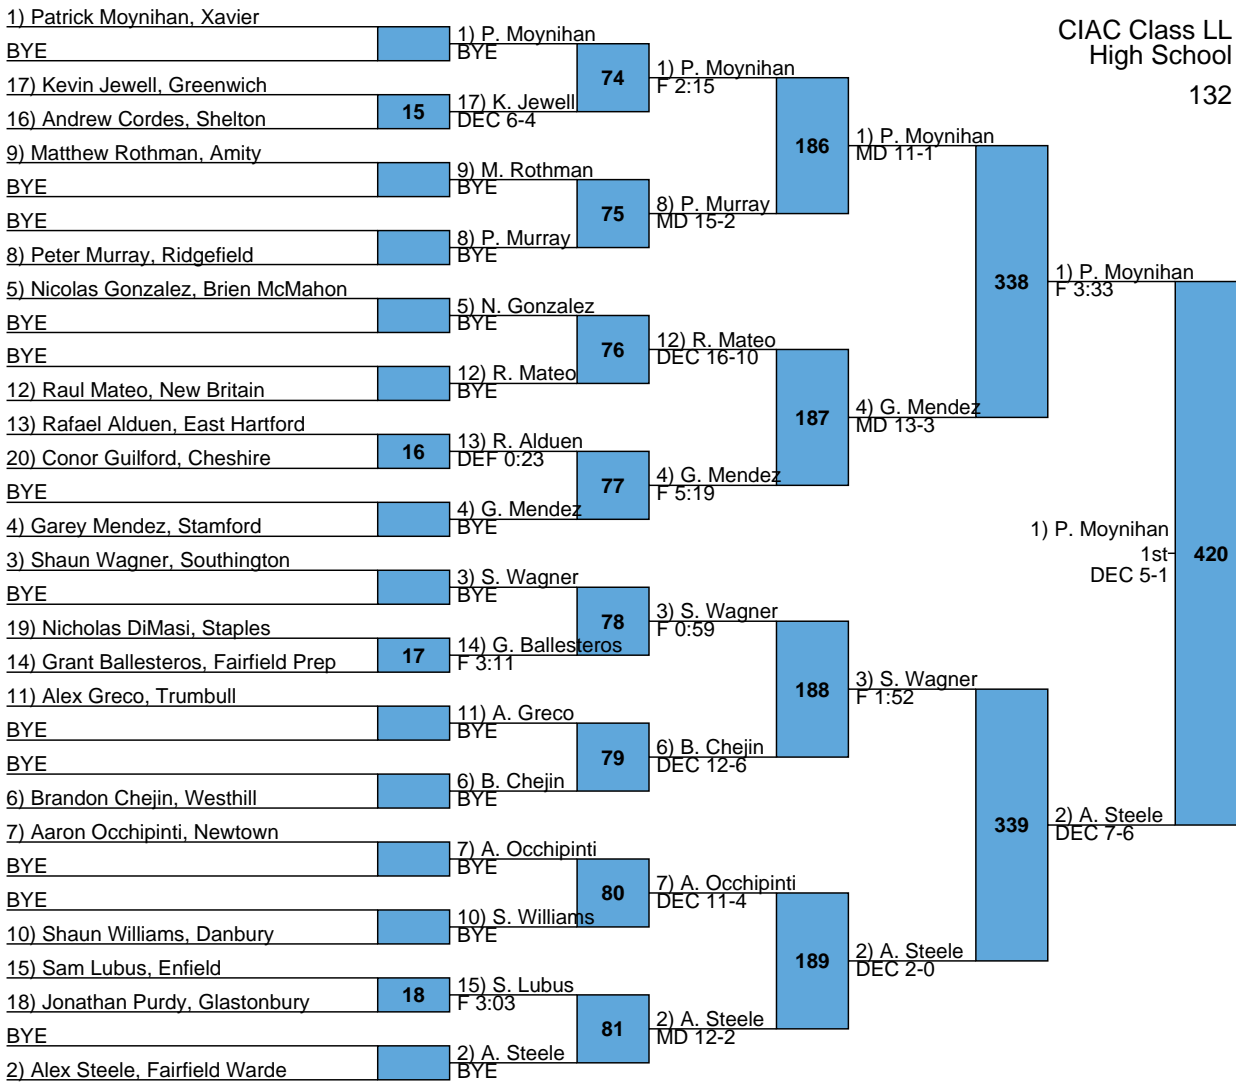 CIAC Class LL
High School
132
1) Patrick Moynihan, Xavier
BYE
17) Kevin Jewell, Greenwich
16) Andrew Cordes, Shelton
9) Matthew Rothman, Amity
BYE
BYE
8) Peter Murray, Ridgefield
5) Nicolas Gonzalez, Brien McMahon
BYE
BYE
12) Raul Mateo, New Britain
13) Rafael Alduen, East Hartford
20) Conor Guilford, Cheshire
BYE
4) Garey Mendez, Stamford
3) Shaun Wagner, Southington
BYE
19) Nicholas DiMasi, Staples
14) Grant Ballesteros, Fairfield Prep
11) Alex Greco, Trumbull
BYE
BYE
6) Brandon Chejin, Westhill
7) Aaron Occhipinti, Newtown
BYE
BYE
10) Shaun Williams, Danbury
15) Sam Lubus, Enfield
18) Jonathan Purdy, Glastonbury
BYE
2) Alex Steele, Fairfield Warde
15
16
17
18
1) P. Moynihan
BYE
17) K. Jewell
DEC 6-4
9) M. Rothman
BYE
8) P. Murray
BYE
5) N. Gonzalez
BYE
12) R. Mateo
BYE
13) R. Alduen
DEF 0:23
4) G. Mendez
BYE
3) S. Wagner
BYE
14) G. Ballesteros
F 3:11
11) A. Greco
BYE
6) B. Chejin
BYE
7) A. Occhipinti
BYE
10) S. Williams
BYE
15) S. Lubus
F 3:03
2) A. Steele
BYE
74
75
76
77
78
79
80
81
1) P. Moynihan
F 2:15
8) P. Murray
MD 15-2
12) R. Mateo
DEC 16-10
4) G. Mendez
F 5:19
3) S. Wagner
F 0:59
6) B. Chejin
DEC 12-6
7) A. Occhipinti
DEC 11-4
2) A. Steele
MD 12-2
186
187
188
189
1) P. Moynihan
MD 11-1
4) G. Mendez
MD 13-3
3) S. Wagner
F 1:52
2) A. Steele
DEC 2-0
338
339
1) P. Moynihan
F 3:33
2) A. Steele
DEC 7-6
420
1) P. Moynihan
1st
DEC 5-1